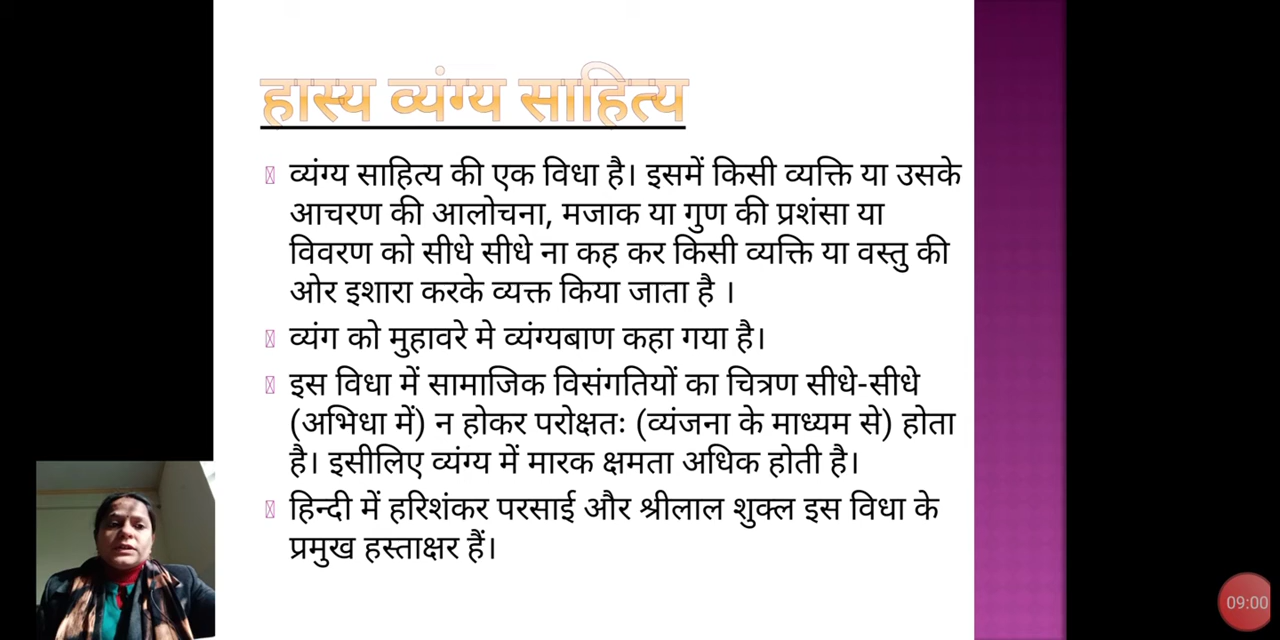 हास्य व्यंग्य साहित्य
व्यंग्य साहित्य की एक विधा है। इसमें किसी व्यक्ति या उसके
आचरण की आलोचना, मजाक या गुण की प्रशंसा या
विवरण को सीधे सीधे ना कह कर किसी व्यक्ति या वस्तु की
ओर इशारा करके व्यक्त किया जाता है ।
व्यंग को मुहावरे मे व्यंग्यबाण कहा गया है।
इस विधा में सामाजिक विसंगतियों का चित्रण सीधे-सीधे
(अभिधा में) न होकर परोक्षतः (व्यंजना के माध्यम से) होता
है। इसीलिए व्यंग्य में मारक क्षमता अधिक होती है।
हिन्दी में हरिशंकर परसाई और श्रीलाल शुक्ल इस विधा के
प्रमुख हस्ताक्षर हैं।
09:00